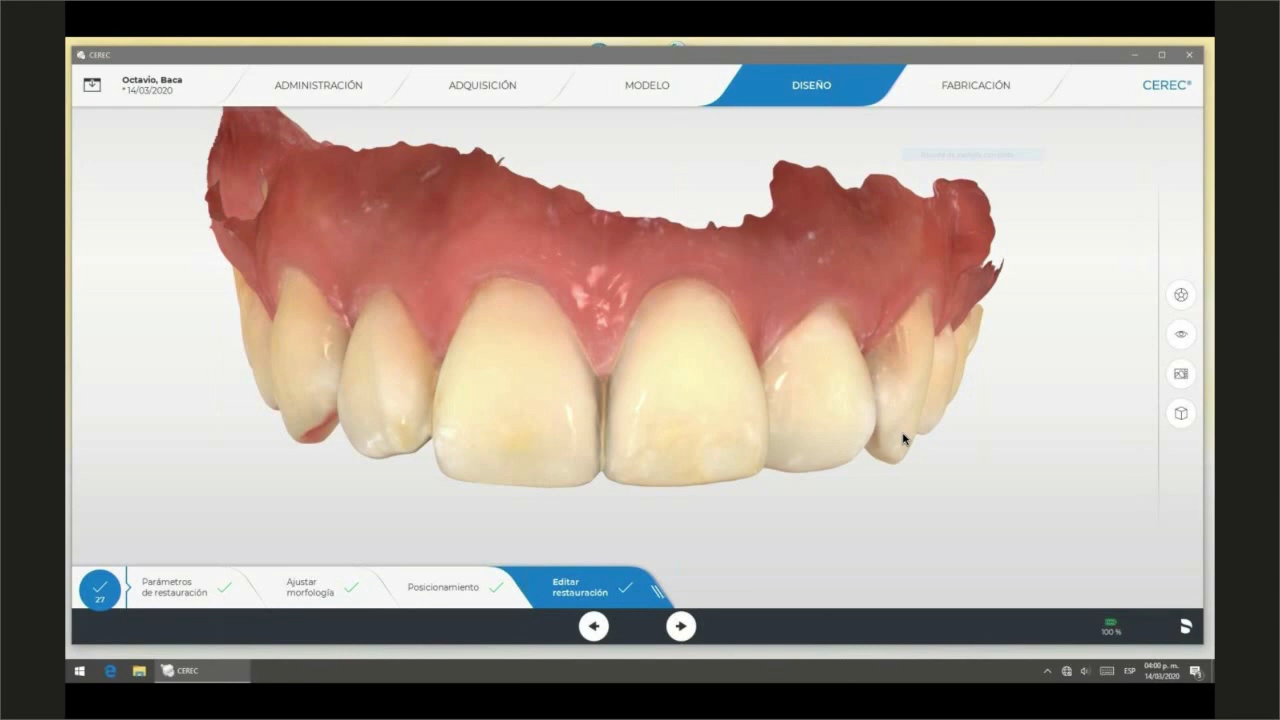 CEREC
Octavio, Baca
* 14/03/2020
ADMINISTRACIÓN
ADQUISICIÓN
MODELO
DISEÑO
FABRICACIÓN
CEREC®
27
Parámetros
de restauración
Ajustar
morfología
Posicionamiento
Editar
restauración
100 %
CEREC
ESP
04:00 p. m.
14/03/2020